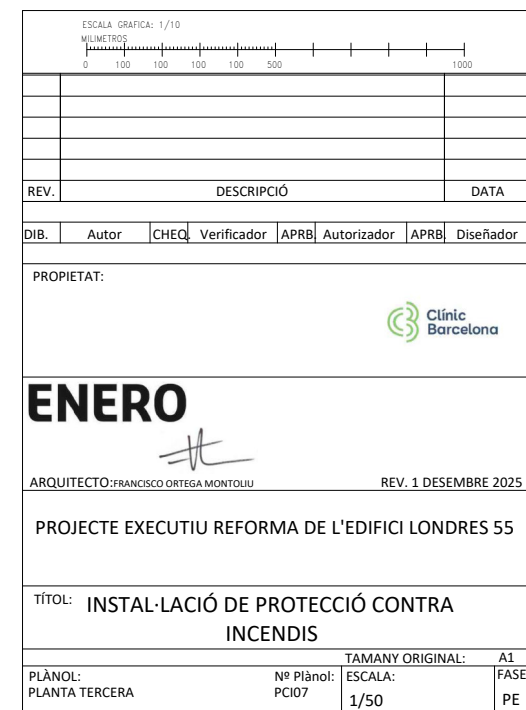 ESCALA GRAFICA: 1/10
MILIMETROS
0 100 100 100 100 500 1000
REV. DESCRIPCIÓ DATA
DIB. Autor CHEQ. Verificador APRB. Autorizador APRB. Diseñador
PROPIETAT:
Clínic
Barcelona
ENERO
ARQUITECTO:FRANCISCO ORTEGA MONTOLIU REV. 1 DESEMBRE 2025
PROJECTE EXECUTIU REFORMA DE L'EDIFICI LONDRES 55
TÍTOL: INSTAL·LACIÓ DE PROTECCIÓ CONTRA
INCENDIS
TAMANY ORIGINAL: A1
PLÀNOL: Nº Plànol: ESCALA: FASE
PLANTA TERCERA PCI07 1/50 PE